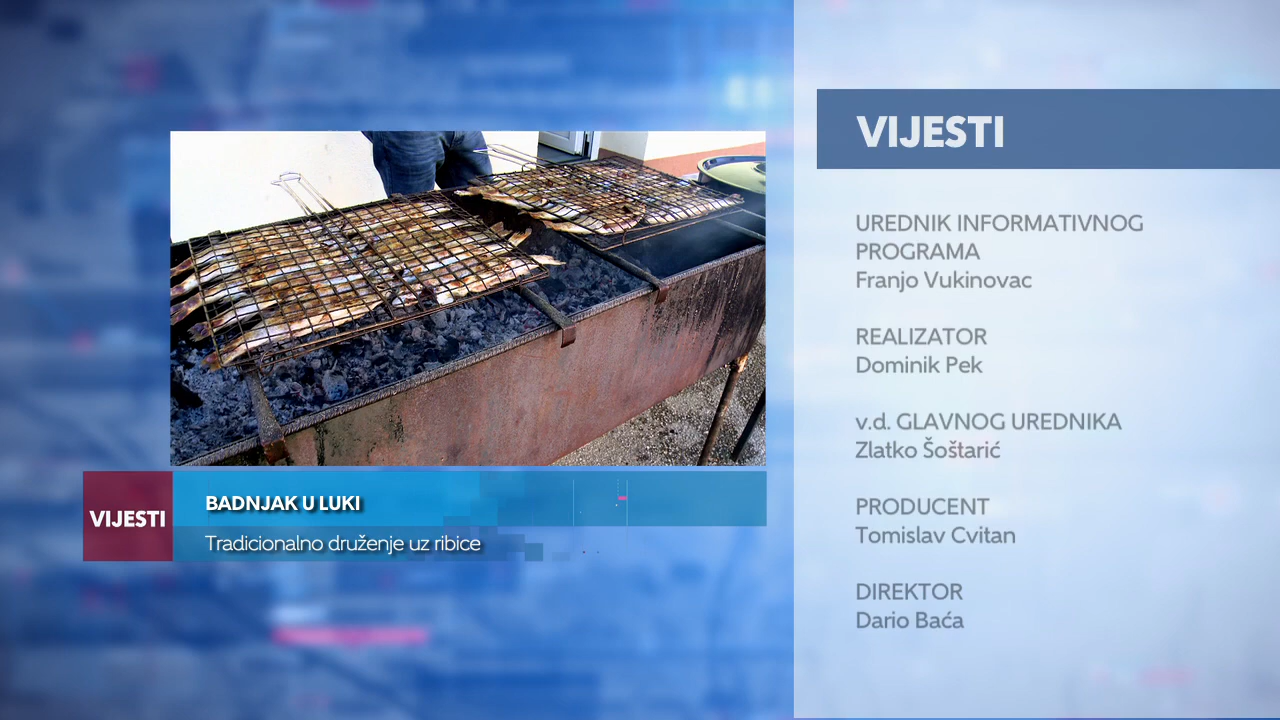 VIJESTI
BADNJAK U LUKI
Tradicionalno druženje uz ribice
VIJESTI
UREDNIK INFORMATIVNOG
PROGRAMA
Franjo Vukinovac
REALIZATOR
Dominik Pek
v.d. GLAVNOG UREDNIKA
Zlatko Šoštarić
PRODUCENT
Tomislav Cvitan
DIREKTOR
Dario Baća